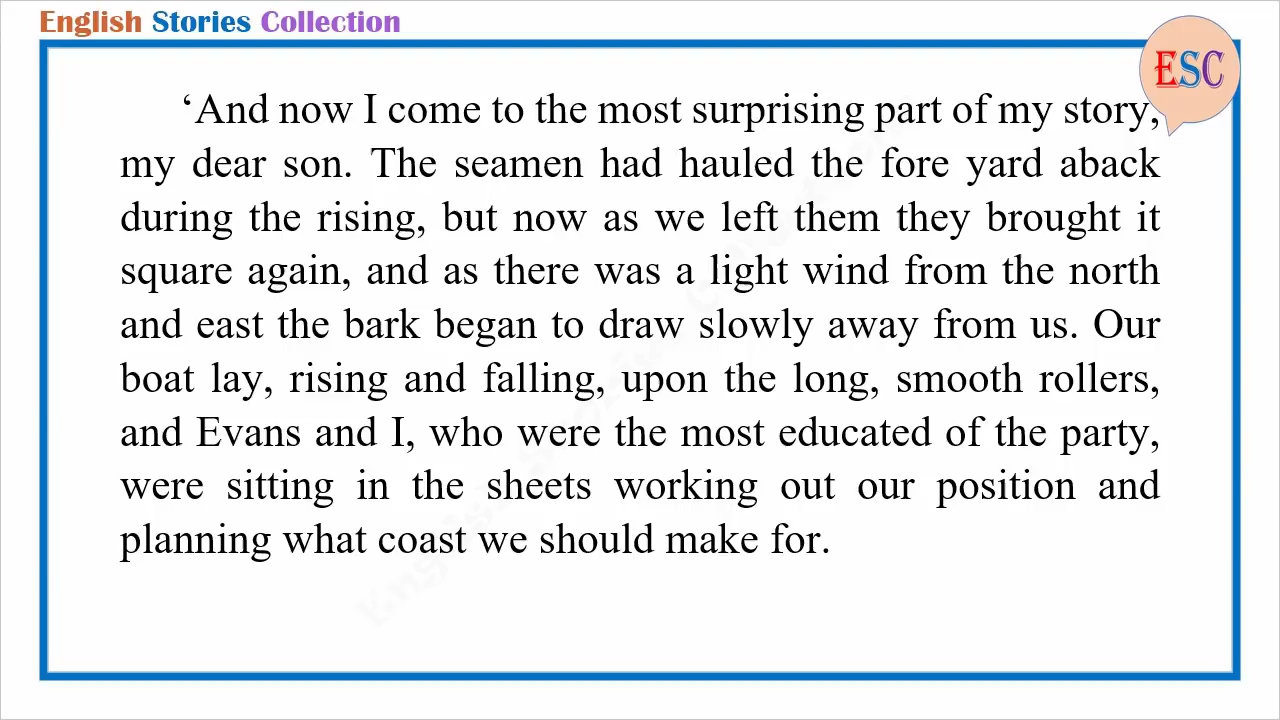 English Stories Collection
ESC
‘And now I come to the most surprising part of my story,
my dear son. The seamen had hauled the fore yard aback
during the rising, but now as we left them they brought it
square again, and as there was a light wind from the north
and east the bark began to draw slowly away from us. Our
boat lay, rising and falling, upon the long, smooth rollers,
and Evans and I, who were the most educated of the party,
were sitting in the sheets working out our position and
planning what coast we should make for.